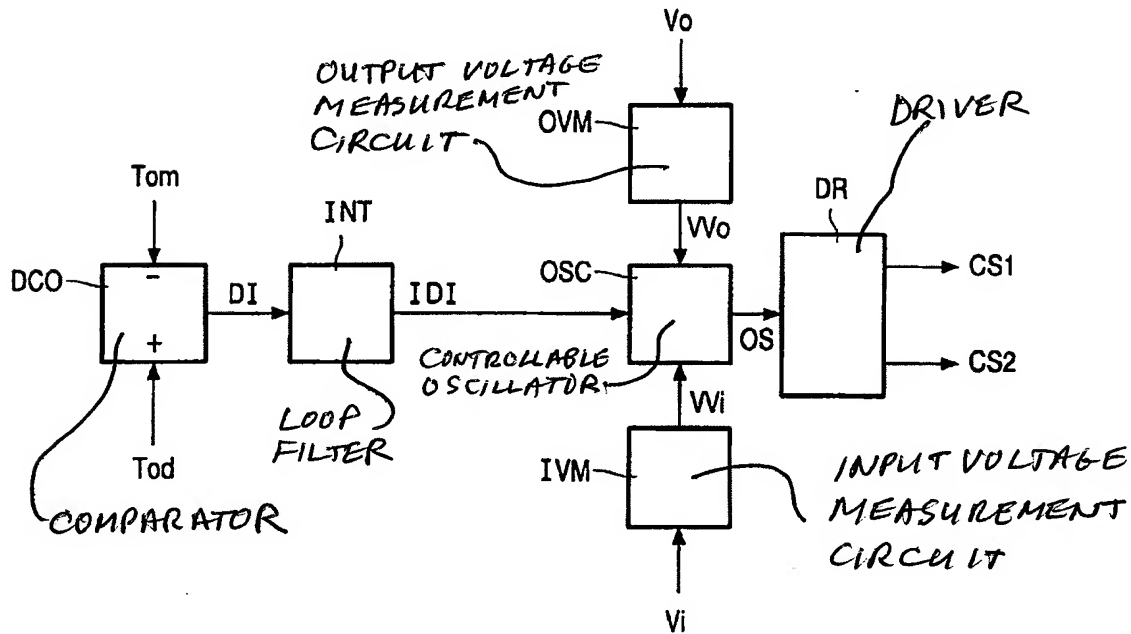 Vo
OUTPUT VOLTAGE
MEASUREMENT
CIRCUIT
OVM
DRIVER
Tom
INT
VVo
DR
DCO
−
DI
IDI
OSC
OS
CS1
+
CONTROLLABLE
OSCILLATOR
CS2
VVi
LOOP
FILTER
Tod
COMPARATOR
IVM
INPUT VOLTAGE
MEASUREMENT
CIRCUIT
Vi